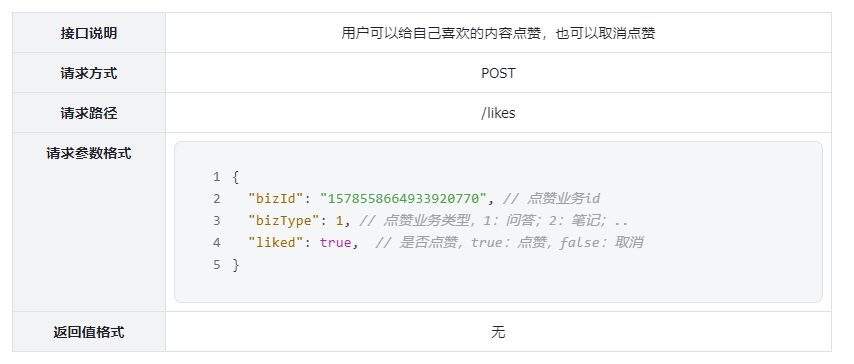 接口说明 用户可以给自己喜欢的内容点赞，也可以取消点赞
请求方式 POST
请求路径 /likes
请求参数格式
1 {
2   "bizId": "1578558664933920770", // 点赞业务id
3   "bizType": 1, // 点赞业务类型，1：问答；2：笔记；..
4   "liked": true,  // 是否点赞，true：点赞，false：取消
5 }
返回值格式 无